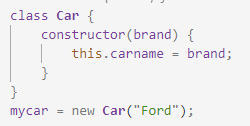 class Car {
    constructor(brand) {
        this.carname = brand;
    }
}
mycar = new Car("Ford");